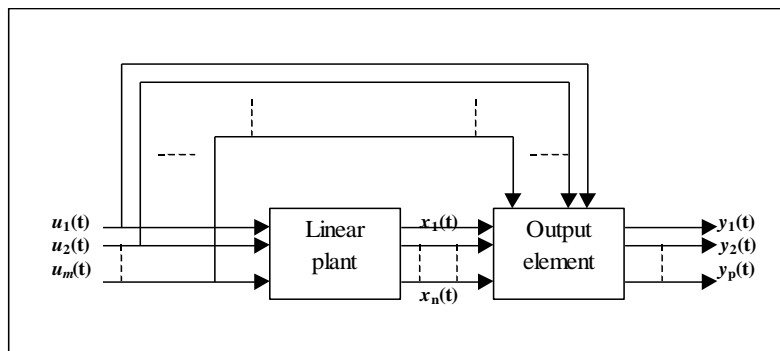 u₁(t)
u₂(t)
uₘ(t)
Linear
plant
x₁(t)
xₙ(t)
Output
element
y₁(t)
y₂(t)
yₚ(t)